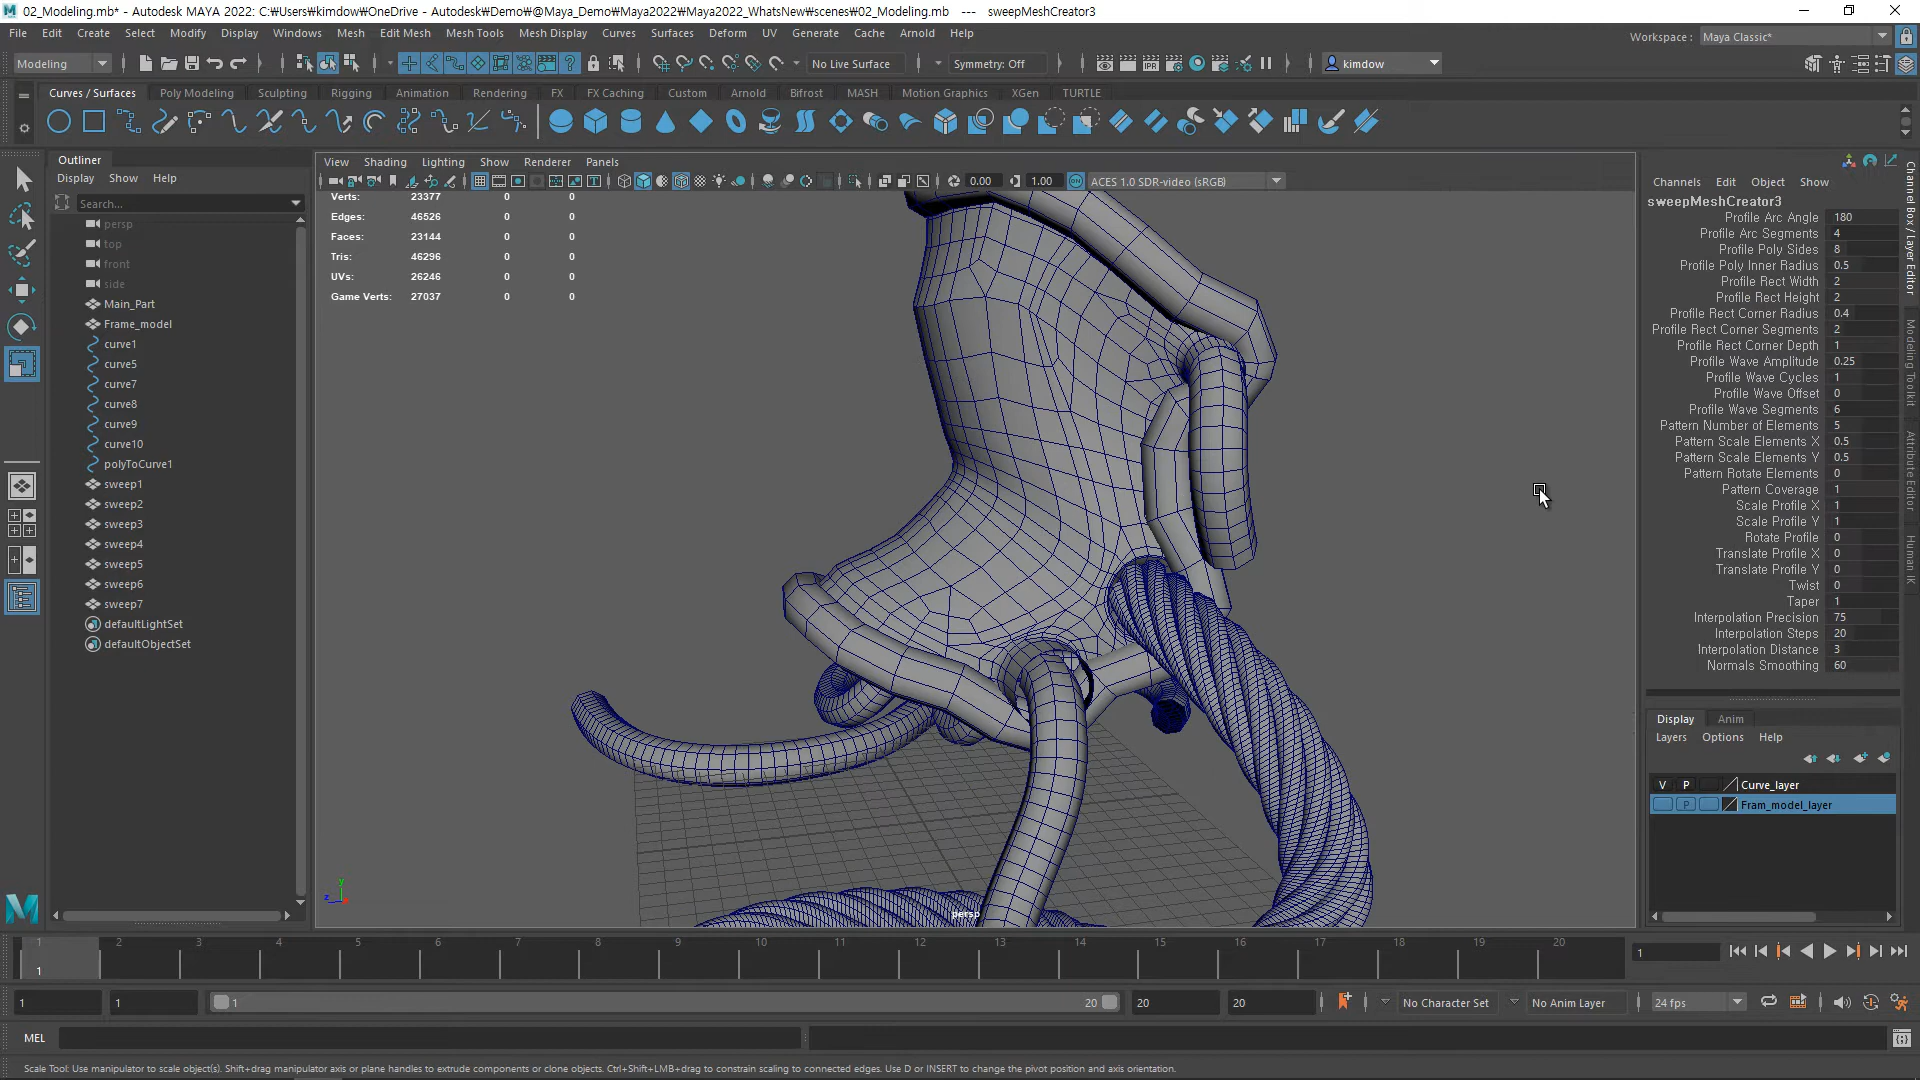 02_Modeling.mb* - Autodesk MAYA 2022: C:₩Users₩kimdow₩OneDrive - Autodesk₩Demo₩@Maya_Demo₩Maya2022₩Maya2022_WhatsNew₩scenes₩02_Modeling.mb --- sweepMeshCreator3
File Edit Create Select Modify Display Windows Mesh Edit Mesh Mesh Tools Mesh Display Curves Surfaces Deform UV Generate Cache Arnold Help
Workspace : Maya Classic*
Modeling No Live Surface Symmetry: Off kimdow
Curves / Surfaces Poly Modeling Sculpting Rigging Animation Rendering FX FX Caching Custom Arnold Bifrost MASH Motion Graphics XGen TURTLE
Outliner
Display Show Help
Search...
persp
top
front
side
Main_Part
Frame_model
curve1
curve5
curve7
curve8
curve9
curve10
polyToCurve1
sweep1
sweep2
sweep3
sweep4
sweep5
sweep6
sweep7
defaultLightSet
defaultObjectSet
View Shading Lighting Show Renderer Panels
0.00 1.00 ACES 1.0 SDR-video (sRGB)
Verts: 23377 0 0
Edges: 46526 0 0
Faces: 23144 0 0
Tris: 46296 0 0
UVs: 26246 0 0
Game Verts: 27037 0 0
y
z
persp
Channels Edit Object Show
sweepMeshCreator3
Profile Arc Angle 180
Profile Arc Segments 4
Profile Poly Sides 8
Profile Poly Inner Radius 0.5
Profile Rect Width 2
Profile Rect Height 2
Profile Rect Corner Radius 0.4
Profile Rect Corner Segments 2
Profile Rect Corner Depth 1
Profile Wave Amplitude 0.25
Profile Wave Cycles 1
Profile Wave Offset 0
Profile Wave Segments 6
Pattern Number of Elements 5
Pattern Scale Elements X 0.5
Pattern Scale Elements Y 0.5
Pattern Rotate Elements 0
Pattern Coverage 1
Scale Profile X 1
Scale Profile Y 1
Rotate Profile 0
Translate Profile X 0
Translate Profile Y 0
Twist 0
Taper 1
Interpolation Precision 75
Interpolation Steps 20
Interpolation Distance 3
Normals Smoothing 60
Display Anim
Layers Options Help
V P Curve_layer
P Fram_model_layer
Channel Box / Layer Editor
Modeling Toolkit
Attribute Editor
Human IK
1 2 3 4 5 6 7 8 9 10 11 12 13 14 15 16 17 18 19 20
1
1
1 1 1 20 20 20 No Character Set No Anim Layer 24 fps
MEL
Scale Tool: Use manipulator to scale object(s). Shift+drag manipulator axis or plane handles to extrude components or clone objects. Ctrl+Shift+LMB+drag to constrain scaling to connected edges. Use D or INSERT to change the pivot position and axis orientation.